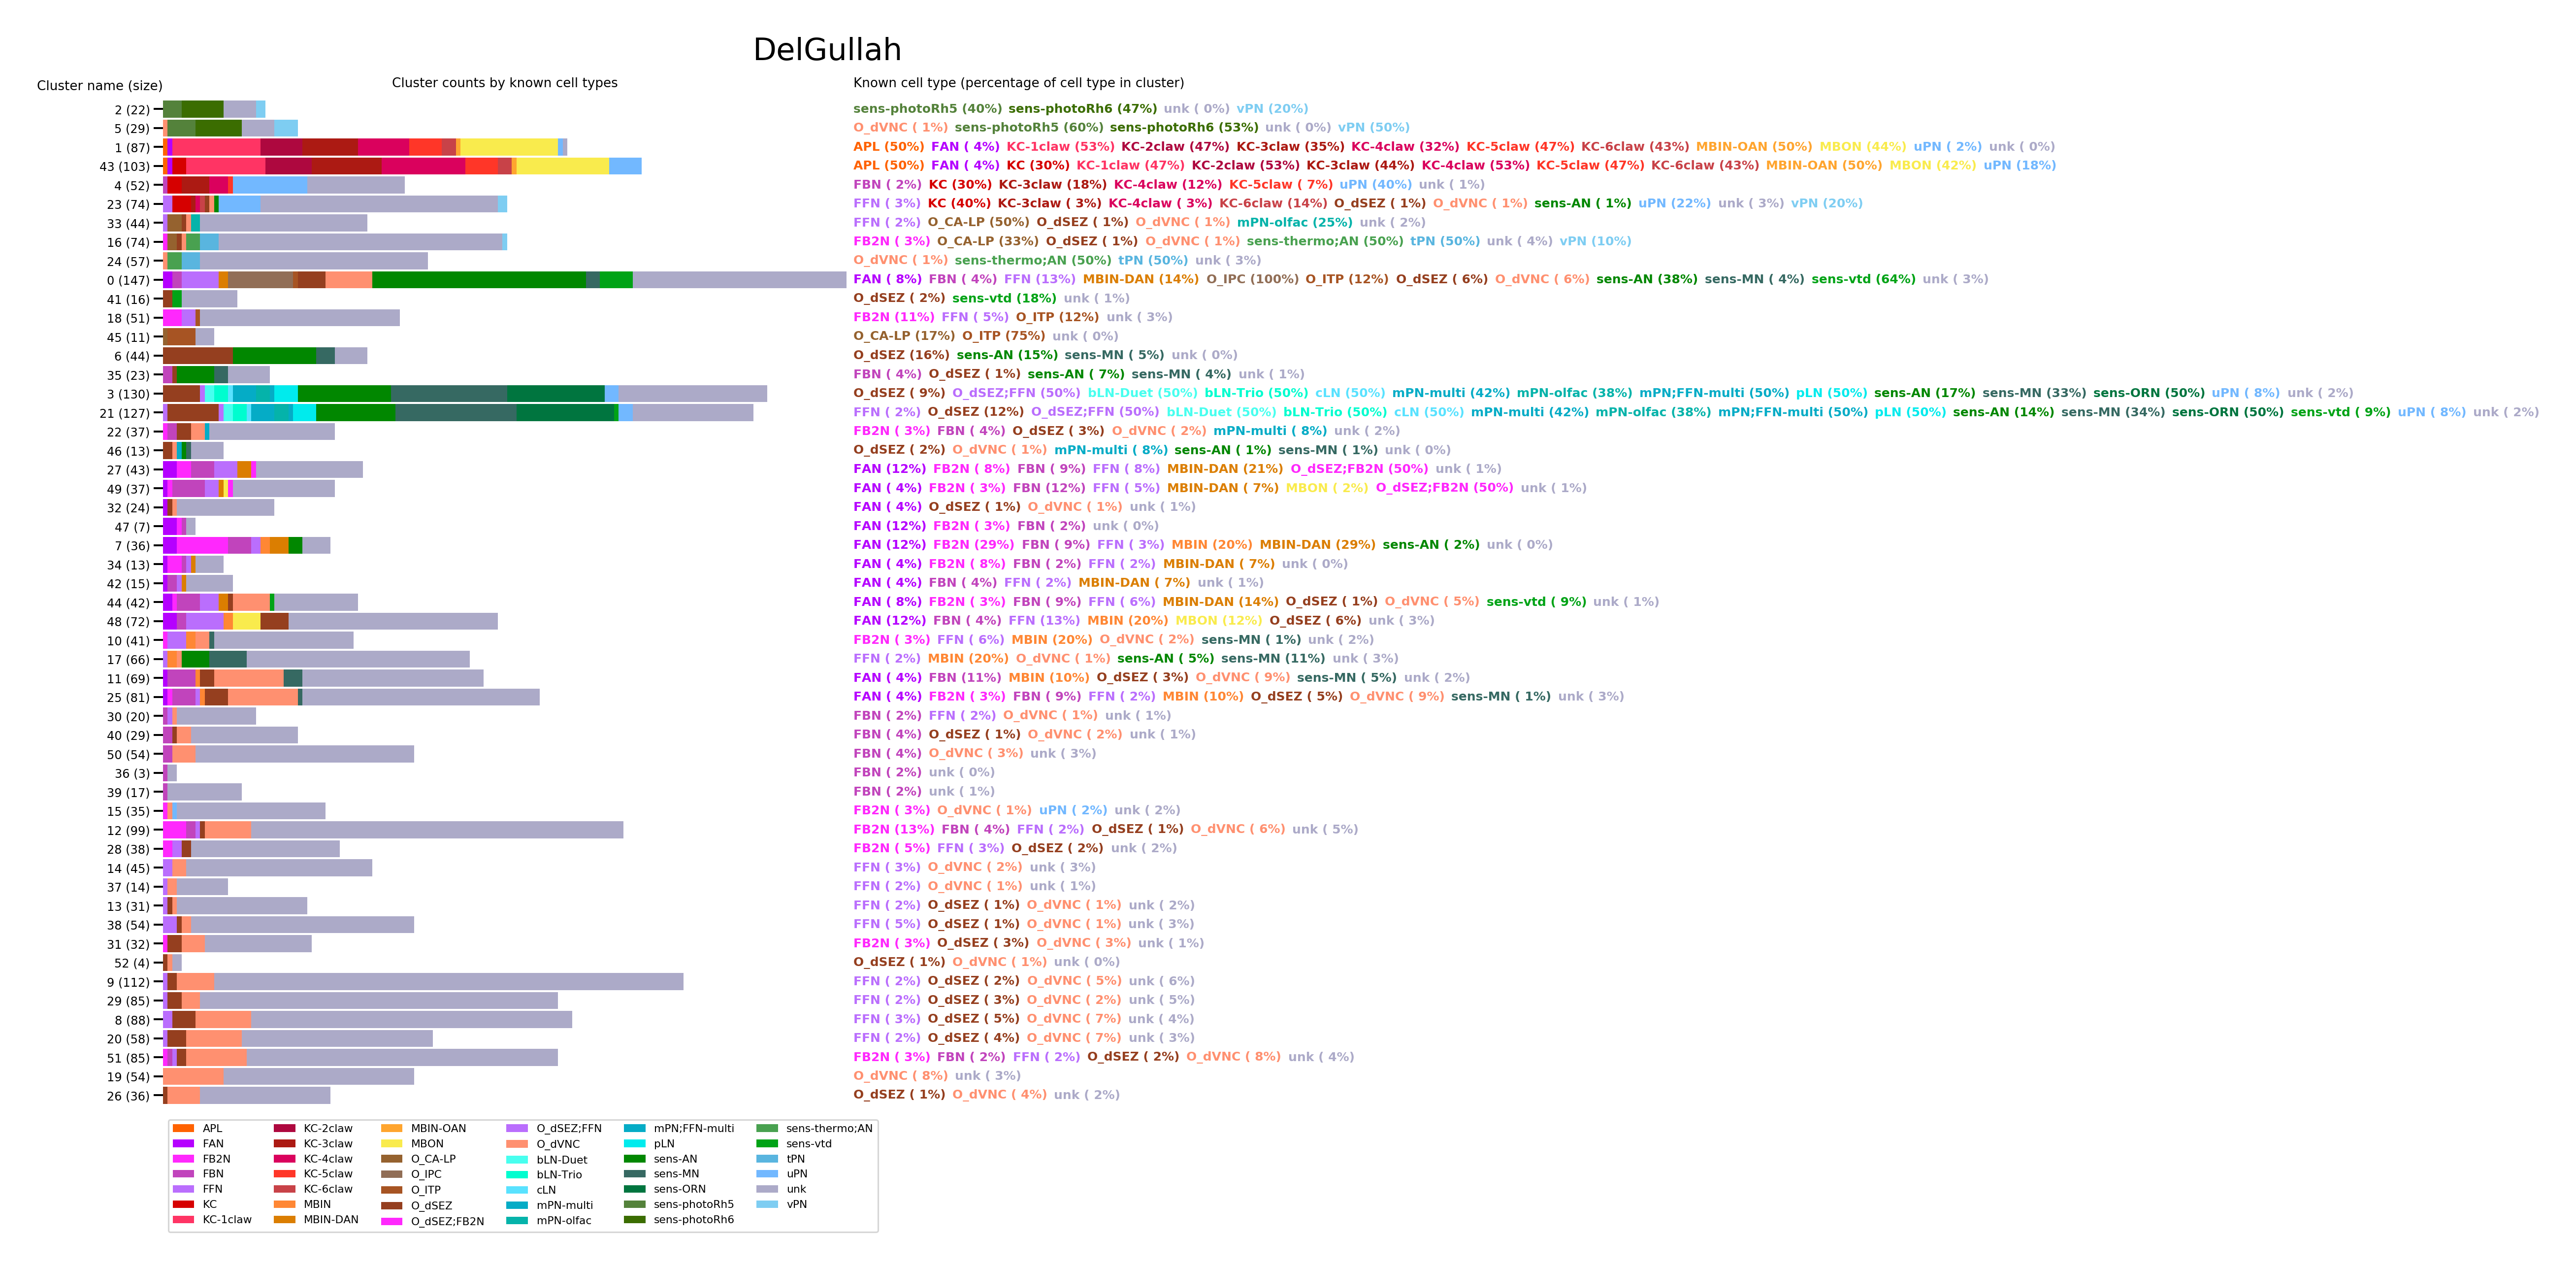 DelGullah
Cluster name (size) Cluster counts by known cell types Known cell type (percentage of cell type in cluster)
2 (22) sens-photoRh5 (40%) sens-photoRh6 (47%) unk ( 0%) vPN (20%)
5 (29) O_dVNC ( 1%) sens-photoRh5 (60%) sens-photoRh6 (53%) unk ( 0%) vPN (50%)
1 (87) APL (50%) FAN ( 4%) KC-1claw (53%) KC-2claw (47%) KC-3claw (35%) KC-4claw (32%) KC-5claw (47%) KC-6claw (43%) MBIN-OAN (50%) MBON (44%) uPN ( 2%) unk ( 0%)
43 (103) APL (50%) FAN ( 4%) KC (30%) KC-1claw (47%) KC-2claw (53%) KC-3claw (44%) KC-4claw (53%) KC-5claw (47%) KC-6claw (43%) MBIN-OAN (50%) MBON (42%) uPN (18%)
4 (52) FBN ( 2%) KC (30%) KC-3claw (18%) KC-4claw (12%) KC-5claw ( 7%) uPN (40%) unk ( 1%)
23 (74) FFN ( 3%) KC (40%) KC-3claw ( 3%) KC-4claw ( 3%) KC-6claw (14%) O_dSEZ ( 1%) O_dVNC ( 1%) sens-AN ( 1%) uPN (22%) unk ( 3%) vPN (20%)
33 (44) FFN ( 2%) O_CA-LP (50%) O_dSEZ ( 1%) O_dVNC ( 1%) mPN-olfac (25%) unk ( 2%)
16 (74) FB2N ( 3%) O_CA-LP (33%) O_dSEZ ( 1%) O_dVNC ( 1%) sens-thermo;AN (50%) tPN (50%) unk ( 4%) vPN (10%)
24 (57) O_dVNC ( 1%) sens-thermo;AN (50%) tPN (50%) unk ( 3%)
0 (147) FAN ( 8%) FBN ( 4%) FFN (13%) MBIN-DAN (14%) O_IPC (100%) O_ITP (12%) O_dSEZ ( 6%) O_dVNC ( 6%) sens-AN (38%) sens-MN ( 4%) sens-vtd (64%) unk ( 3%)
41 (16) O_dSEZ ( 2%) sens-vtd (18%) unk ( 1%)
18 (51) FB2N (11%) FFN ( 5%) O_ITP (12%) unk ( 3%)
45 (11) O_CA-LP (17%) O_ITP (75%) unk ( 0%)
6 (44) O_dSEZ (16%) sens-AN (15%) sens-MN ( 5%) unk ( 0%)
35 (23) FBN ( 4%) O_dSEZ ( 1%) sens-AN ( 7%) sens-MN ( 4%) unk ( 1%)
3 (130) O_dSEZ ( 9%) O_dSEZ;FFN (50%) bLN-Duet (50%) bLN-Trio (50%) cLN (50%) mPN-multi (42%) mPN-olfac (38%) mPN;FFN-multi (50%) pLN (50%) sens-AN (17%) sens-MN (33%) sens-ORN (50%) uPN ( 8%) unk ( 2%)
21 (127) FFN ( 2%) O_dSEZ (12%) O_dSEZ;FFN (50%) bLN-Duet (50%) bLN-Trio (50%) cLN (50%) mPN-multi (42%) mPN-olfac (38%) mPN;FFN-multi (50%) pLN (50%) sens-AN (14%) sens-MN (34%) sens-ORN (50%) sens-vtd ( 9%) uPN ( 8%) unk ( 2%)
22 (37) FB2N ( 3%) FBN ( 4%) O_dSEZ ( 3%) O_dVNC ( 2%) mPN-multi ( 8%) unk ( 2%)
46 (13) O_dSEZ ( 2%) O_dVNC ( 1%) mPN-multi ( 8%) sens-AN ( 1%) sens-MN ( 1%) unk ( 0%)
27 (43) FAN (12%) FB2N ( 8%) FBN ( 9%) FFN ( 8%) MBIN-DAN (21%) O_dSEZ;FB2N (50%) unk ( 1%)
49 (37) FAN ( 4%) FB2N ( 3%) FBN (12%) FFN ( 5%) MBIN-DAN ( 7%) MBON ( 2%) O_dSEZ;FB2N (50%) unk ( 1%)
32 (24) FAN ( 4%) O_dSEZ ( 1%) O_dVNC ( 1%) unk ( 1%)
47 (7) FAN (12%) FB2N ( 3%) FBN ( 2%) unk ( 0%)
7 (36) FAN (12%) FB2N (29%) FBN ( 9%) FFN ( 3%) MBIN (20%) MBIN-DAN (29%) sens-AN ( 2%) unk ( 0%)
34 (13) FAN ( 4%) FB2N ( 8%) FBN ( 2%) FFN ( 2%) MBIN-DAN ( 7%) unk ( 0%)
42 (15) FAN ( 4%) FBN ( 4%) FFN ( 2%) MBIN-DAN ( 7%) unk ( 1%)
44 (42) FAN ( 8%) FB2N ( 3%) FBN ( 9%) FFN ( 6%) MBIN-DAN (14%) O_dSEZ ( 1%) O_dVNC ( 5%) sens-vtd ( 9%) unk ( 1%)
48 (72) FAN (12%) FBN ( 4%) FFN (13%) MBIN (20%) MBON (12%) O_dSEZ ( 6%) unk ( 3%)
10 (41) FB2N ( 3%) FFN ( 6%) MBIN (20%) O_dVNC ( 2%) sens-MN ( 1%) unk ( 2%)
17 (66) FFN ( 2%) MBIN (20%) O_dVNC ( 1%) sens-AN ( 5%) sens-MN (11%) unk ( 3%)
11 (69) FAN ( 4%) FBN (11%) MBIN (10%) O_dSEZ ( 3%) O_dVNC ( 9%) sens-MN ( 5%) unk ( 2%)
25 (81) FAN ( 4%) FB2N ( 3%) FBN ( 9%) FFN ( 2%) MBIN (10%) O_dSEZ ( 5%) O_dVNC ( 9%) sens-MN ( 1%) unk ( 3%)
30 (20) FBN ( 2%) FFN ( 2%) O_dVNC ( 1%) unk ( 1%)
40 (29) FBN ( 4%) O_dSEZ ( 1%) O_dVNC ( 2%) unk ( 1%)
50 (54) FBN ( 4%) O_dVNC ( 3%) unk ( 3%)
36 (3) FBN ( 2%) unk ( 0%)
39 (17) FBN ( 2%) unk ( 1%)
15 (35) FB2N ( 3%) O_dVNC ( 1%) uPN ( 2%) unk ( 2%)
12 (99) FB2N (13%) FBN ( 4%) FFN ( 2%) O_dSEZ ( 1%) O_dVNC ( 6%) unk ( 5%)
28 (38) FB2N ( 5%) FFN ( 3%) O_dSEZ ( 2%) unk ( 2%)
14 (45) FFN ( 3%) O_dVNC ( 2%) unk ( 3%)
37 (14) FFN ( 2%) O_dVNC ( 1%) unk ( 1%)
13 (31) FFN ( 2%) O_dSEZ ( 1%) O_dVNC ( 1%) unk ( 2%)
38 (54) FFN ( 5%) O_dSEZ ( 1%) O_dVNC ( 1%) unk ( 3%)
31 (32) FB2N ( 3%) O_dSEZ ( 3%) O_dVNC ( 3%) unk ( 1%)
52 (4) O_dSEZ ( 1%) O_dVNC ( 1%) unk ( 0%)
9 (112) FFN ( 2%) O_dSEZ ( 2%) O_dVNC ( 5%) unk ( 6%)
29 (85) FFN ( 2%) O_dSEZ ( 3%) O_dVNC ( 2%) unk ( 5%)
8 (88) FFN ( 3%) O_dSEZ ( 5%) O_dVNC ( 7%) unk ( 4%)
20 (58) FFN ( 2%) O_dSEZ ( 4%) O_dVNC ( 7%) unk ( 3%)
51 (85) FB2N ( 3%) FBN ( 2%) FFN ( 2%) O_dSEZ ( 2%) O_dVNC ( 8%) unk ( 4%)
19 (54) O_dVNC ( 8%) unk ( 3%)
26 (36) O_dSEZ ( 1%) O_dVNC ( 4%) unk ( 2%)
APL KC-2claw MBIN-OAN O_dSEZ;FFN mPN;FFN-multi sens-thermo;AN
FAN KC-3claw MBON O_dVNC pLN sens-vtd
FB2N KC-4claw O_CA-LP bLN-Duet sens-AN tPN
FBN KC-5claw O_IPC bLN-Trio sens-MN uPN
FFN KC-6claw O_ITP cLN sens-ORN unk
KC MBIN O_dSEZ mPN-multi sens-photoRh5 vPN
KC-1claw MBIN-DAN O_dSEZ;FB2N mPN-olfac sens-photoRh6